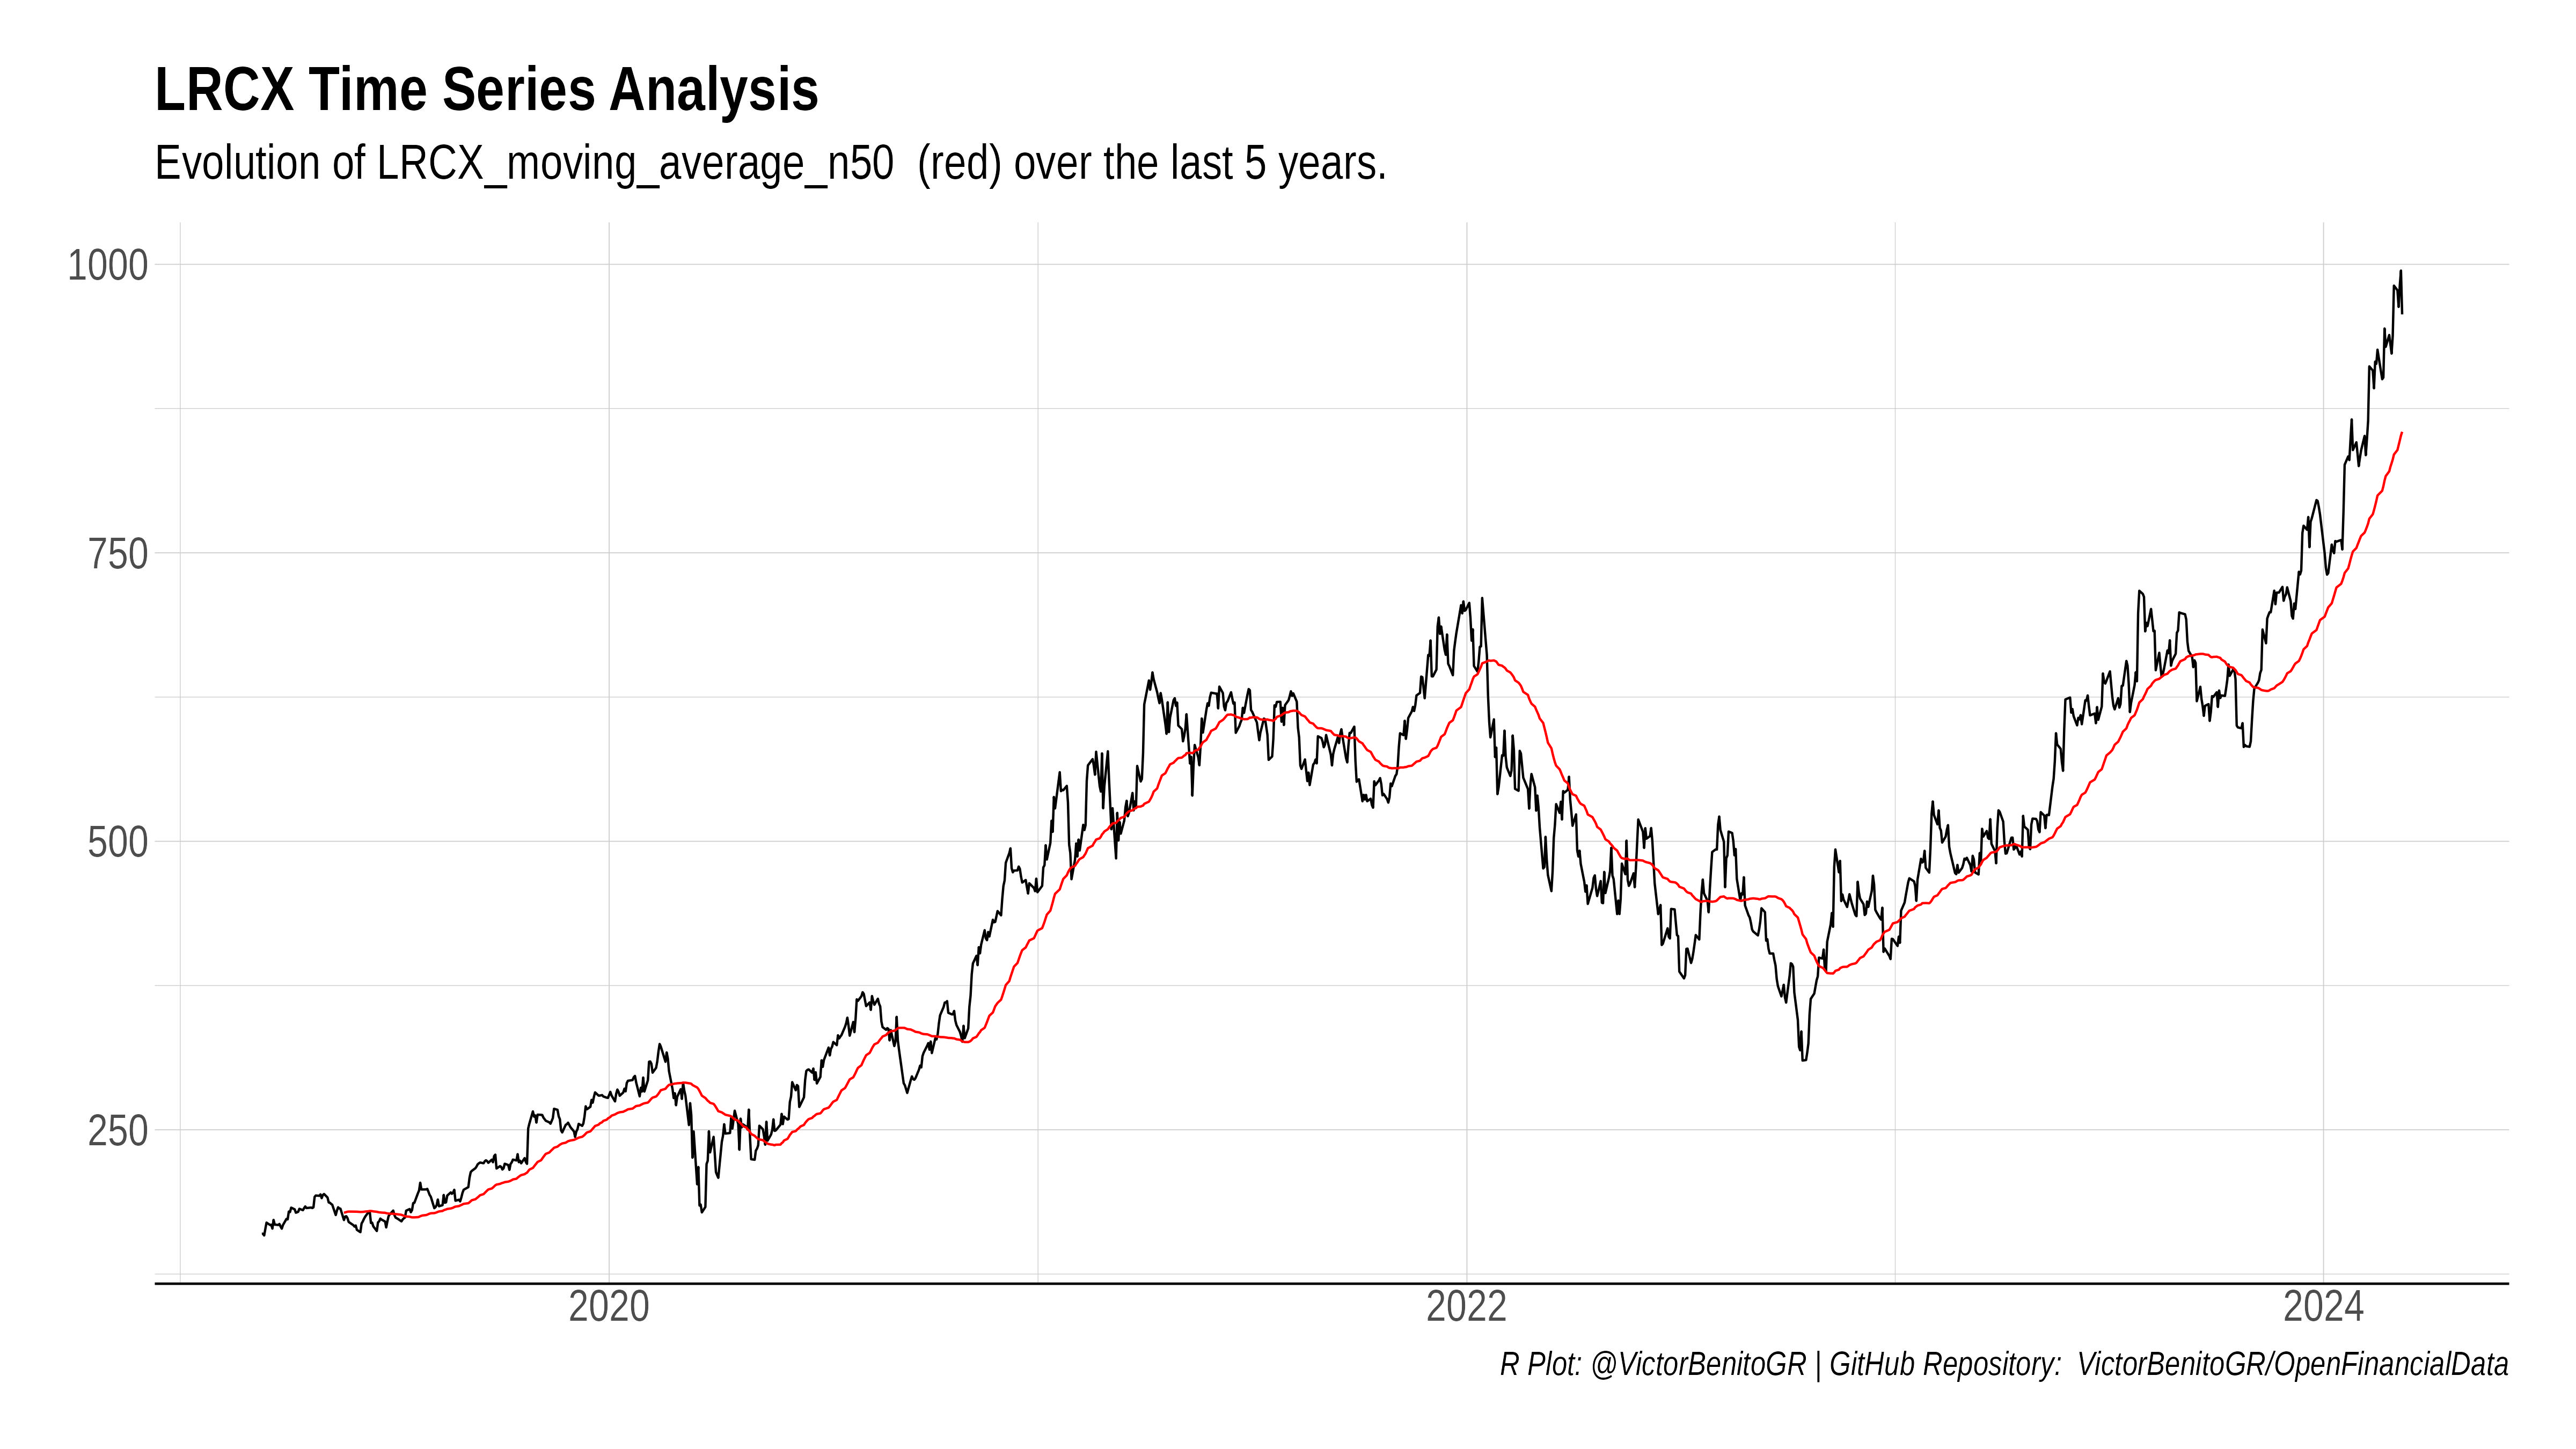 LRCX Time Series Analysis
Evolution of LRCX_moving_average_n50  (red) over the last 5 years.
1000
750
500
250
2020
2022
2024
R Plot: @VictorBenitoGR | GitHub Repository:  VictorBenitoGR/OpenFinancialData